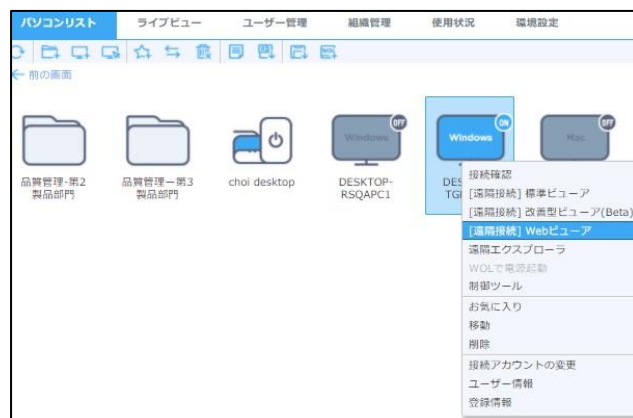 パソコンリスト ライブビュー ユーザー管理 組織管理 使用状況 環境設定
← 前の画面
OFF ON OFF
Windows Windows Mac
品質管理-第2
製品部門
品質管理ー第3
製品部門
choi desktop
DESKTOP-
RSQAPC1
DES
TGI
接続確認
[遠隔接続] 標準ビューア
[遠隔接続] 改善型ビューア(Beta)
[遠隔接続] Webビューア
遠隔エクスプローラ
WOLで電源起動
制御ツール
お気に入り
移動
削除
接続アカウントの変更
ユーザー情報
登録情報